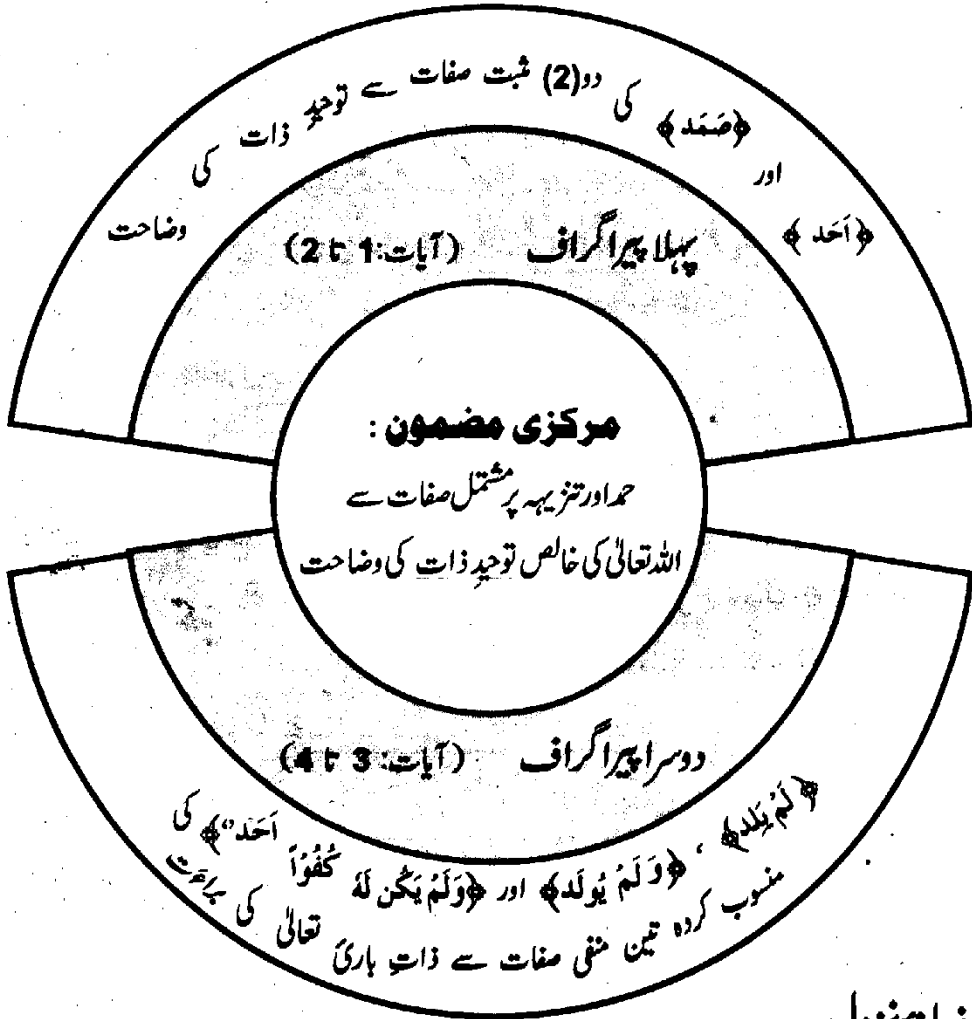 ﴿اَحَد﴾ اور ﴿صَمَد﴾ کی دو(2) مثبت صفات سے توحیدِ ذات کی وضاحت
پہلا پیراگراف (آیات:1 تا 2)
مرکزی مضمون :
حمد اور تنزیہہ پر مشتمل صفات سے
اللہ تعالیٰ کی خالص توحیدِ ذات کی وضاحت
دوسرا پیراگراف (آیات: 3 تا 4)
﴿لَمْ یَلِد﴾ ، ﴿وَلَمْ یُولَد﴾ اور ﴿وَلَمْ یَکُن لَهٗ کُفُوْاً اَحَد''﴾ کی
منسوب کردہ تین منفی صفات سے ذاتِ باریٔ تعالیٰ کی براءت